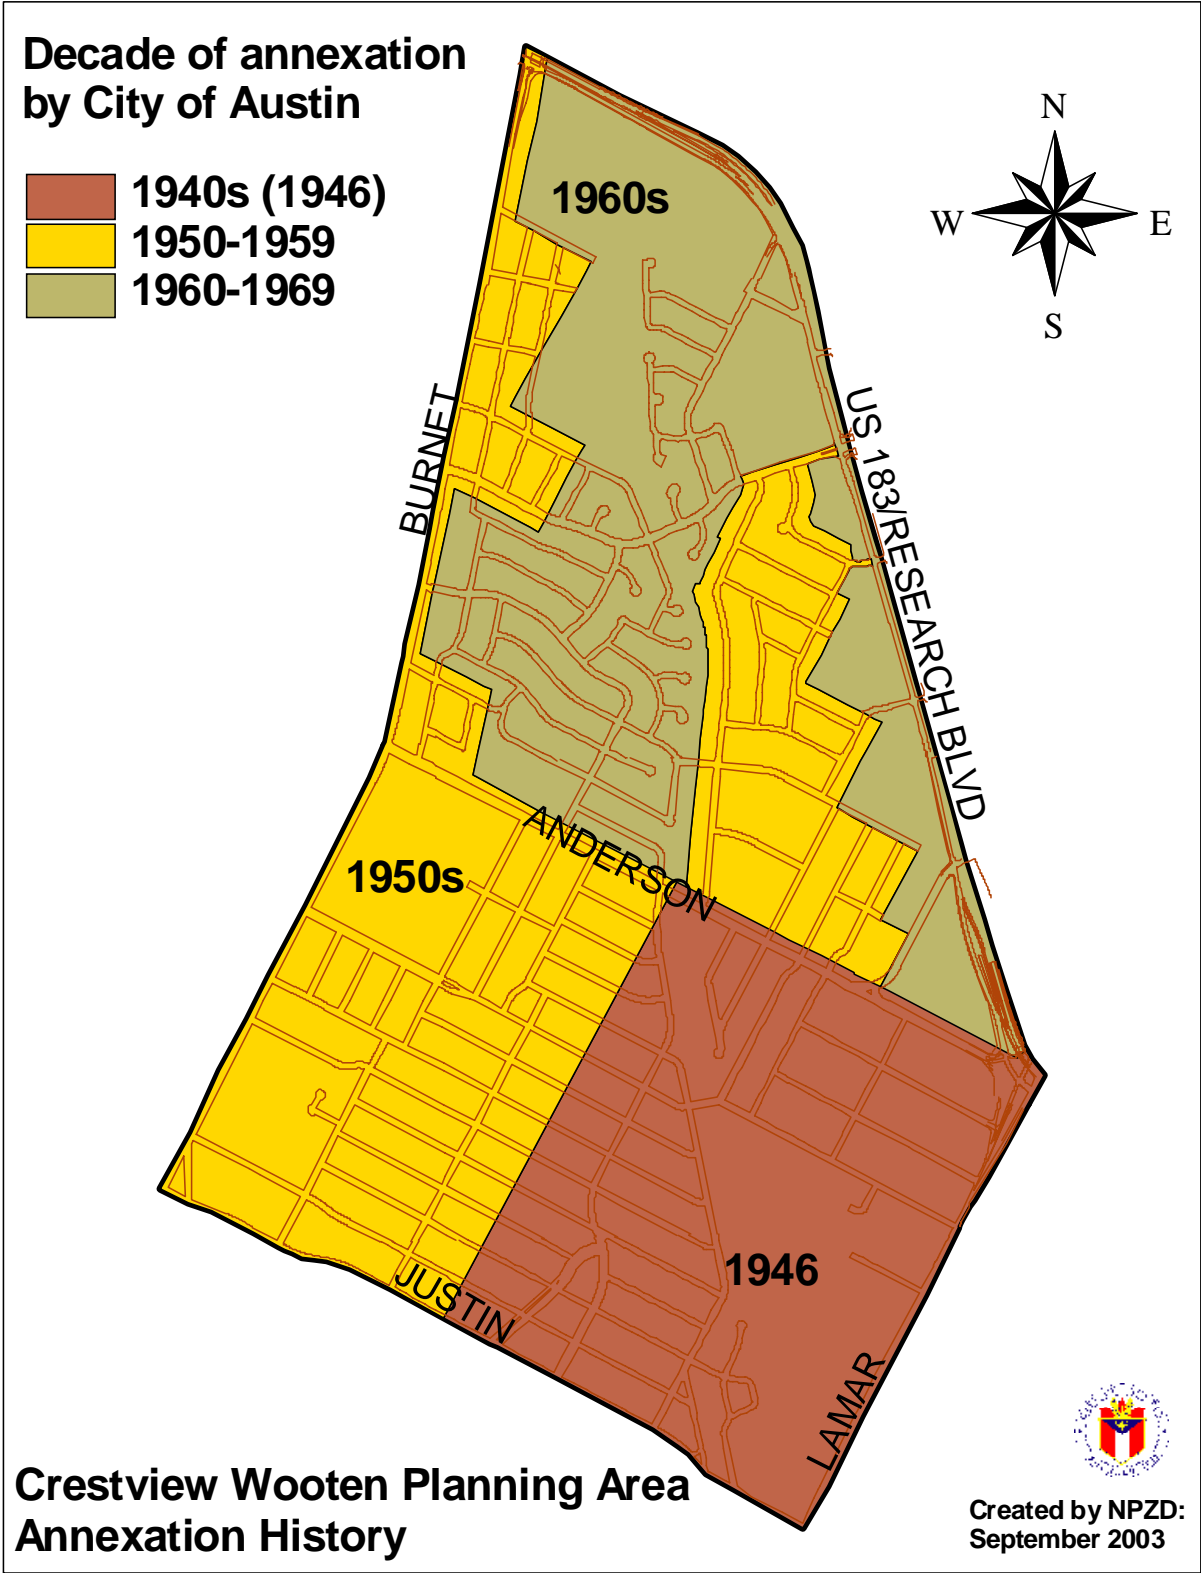 Decade of annexation
by City of Austin
1940s (1946)
1950-1959
1960-1969
N
W
E
S
1960s
BURNET
US 183/RESEARCH BLVD
ANDERSON
1950s
1946
JUSTIN
LAMAR
Crestview Wooten Planning Area
Annexation History
Created by NPZD:
September 2003